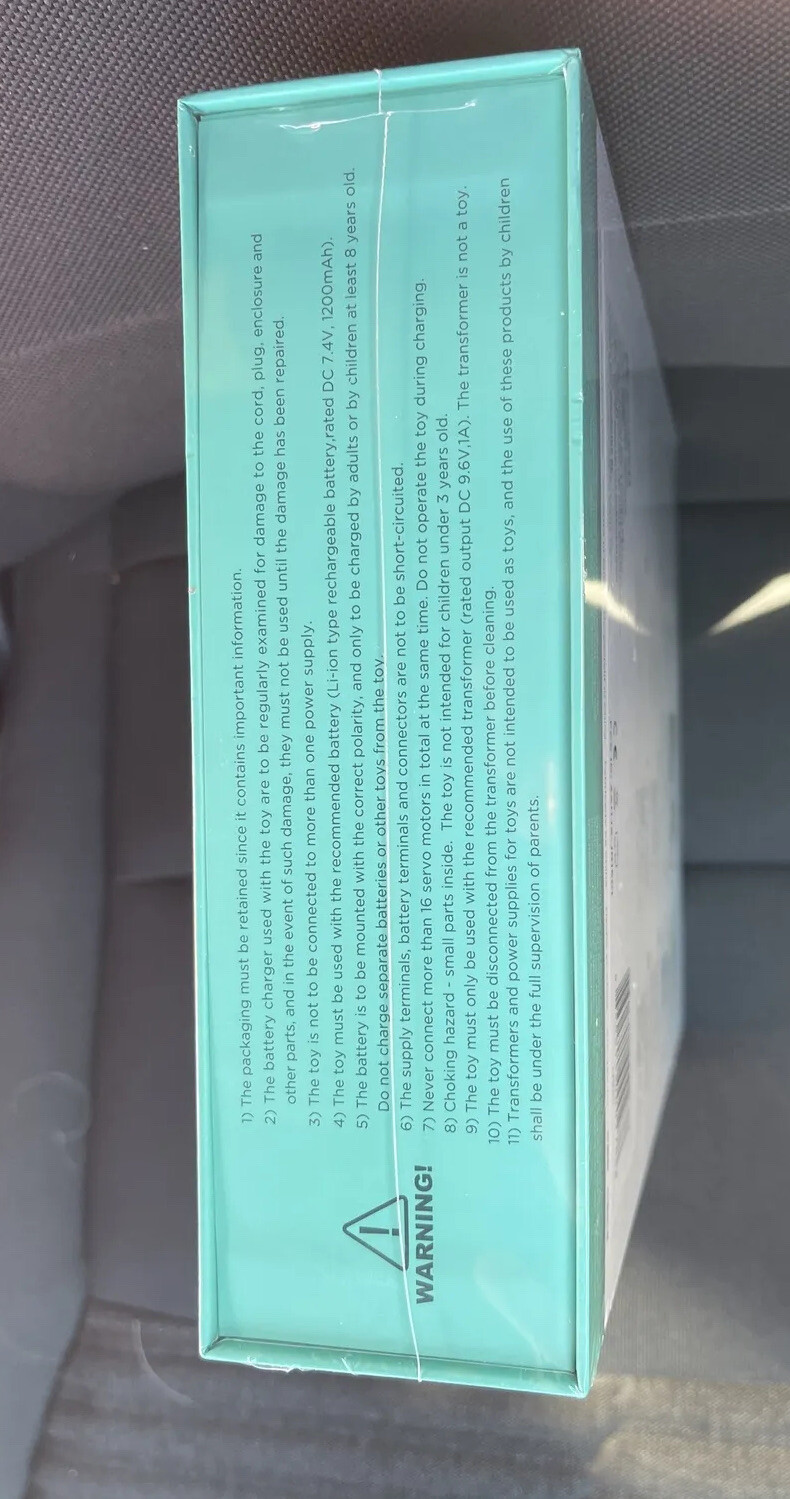 WARNING!
1) The packaging must be retained since it contains important information.
2) The battery charger used with the toy are to be regularly examined for damage to the cord, plug, enclosure and
other parts, and in the event of such damage, they must not be used until the damage has been repaired.
3) The toy is not to be connected to more than one power supply.
4) The toy must be used with the recommended battery (Li-ion type rechargeable battery,rated DC 7.4V, 1200mAh).
5) The battery is to be mounted with the correct polarity, and only to be charged by adults or by children at least 8 years old.
Do not charge separate batteries or other toys from the toy.
6) The supply terminals, battery terminals and connectors are not to be short-circuited.
7) Never connect more than 16 servo motors in total at the same time. Do not operate the toy during charging.
8) Choking hazard - small parts inside. The toy is not intended for children under 3 years old.
9) The toy must only be used with the recommended transformer (rated output DC 9.6V,1A). The transformer is not a toy.
10) The toy must be disconnected from the transformer before cleaning.
11) Transformers and power supplies for toys are not intended to be used as toys, and the use of these products by children
shall be under the full supervision of parents.